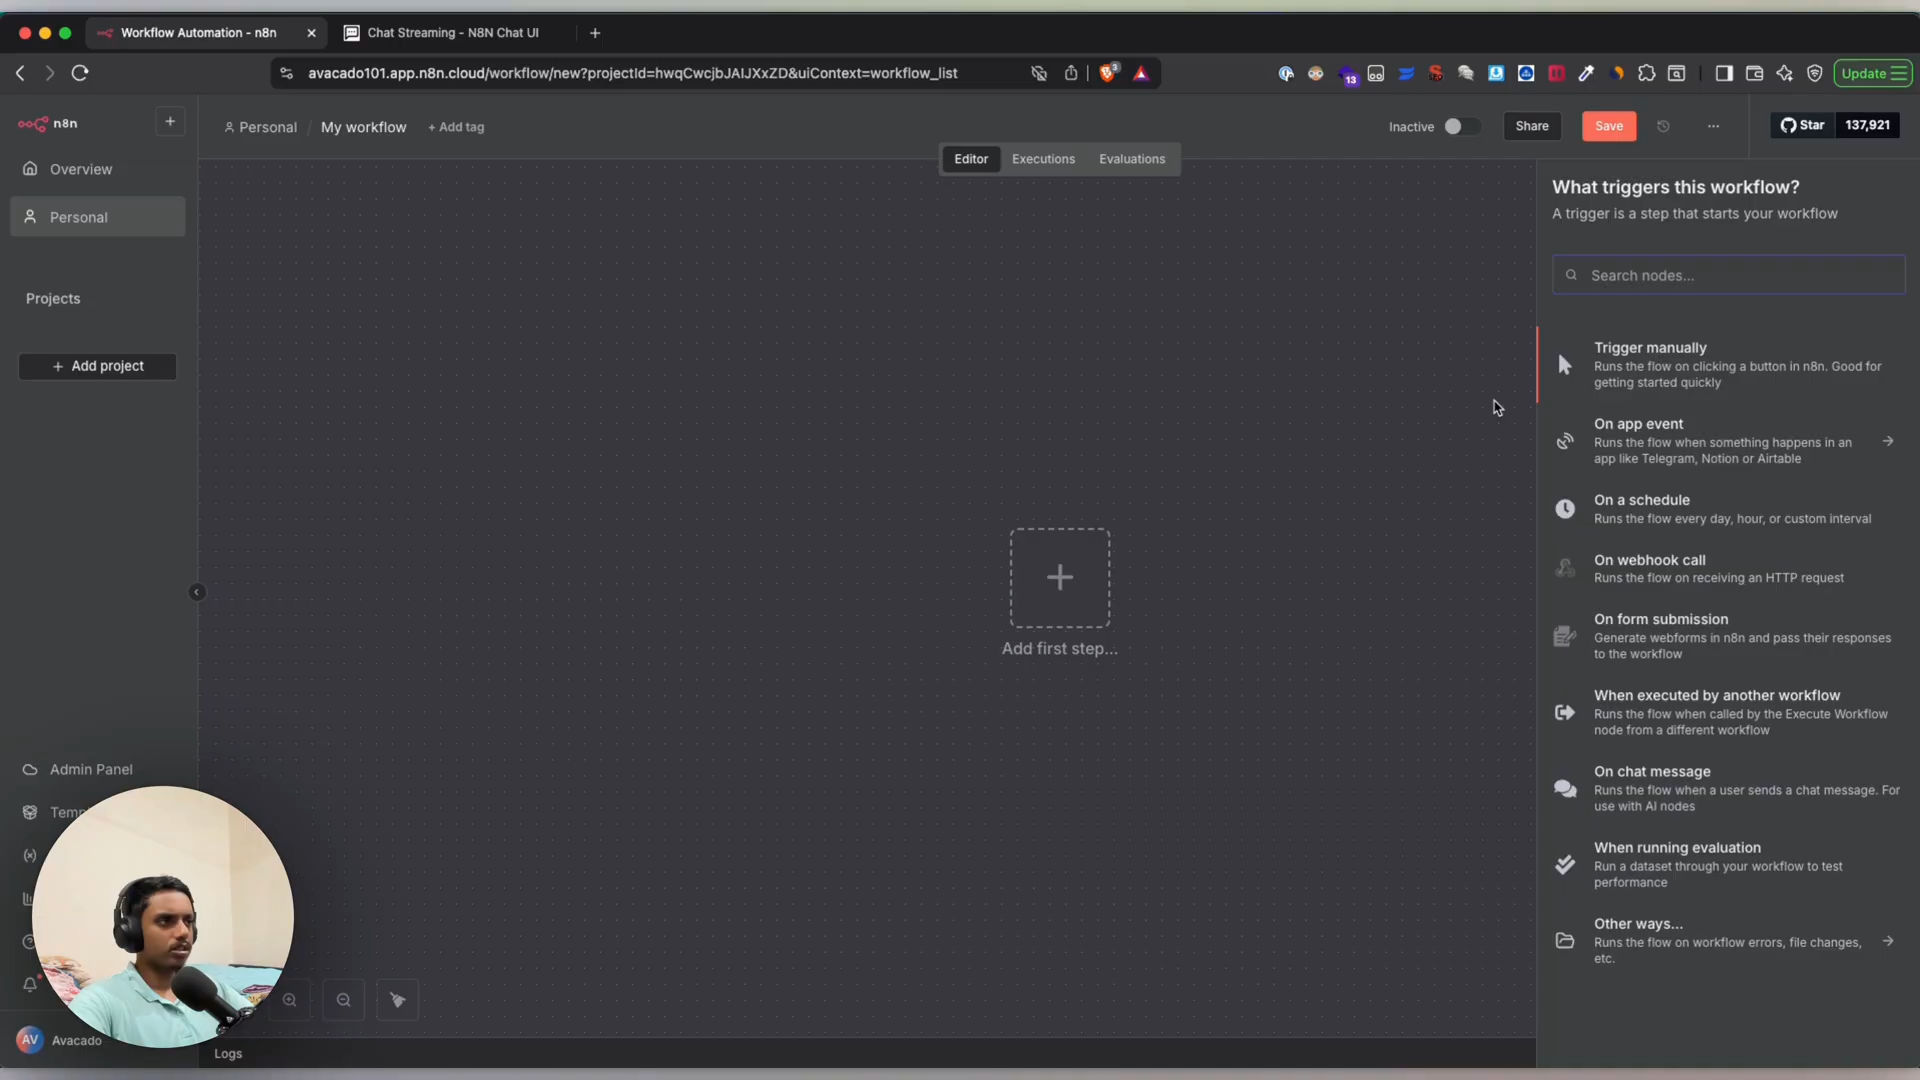 Workflow Automation - n8n
Chat Streaming - N8N Chat UI
avacado101.app.n8n.cloud/workflow/new?projectId=hwqCwcjbJAIJXxZD&uiContext=workflow_list
3
13
Update
n8n
Personal / My workflow + Add tag
Inactive
Share
Save
Star
137,921
Editor
Executions
Evaluations
Overview
Personal
Projects
+ Add project
Admin Panel
Avacado
AV
Add first step...
Logs
What triggers this workflow?
A trigger is a step that starts your workflow
Search nodes...
Trigger manually
Runs the flow on clicking a button in n8n. Good for
getting started quickly
On app event
Runs the flow when something happens in an
app like Telegram, Notion or Airtable
On a schedule
Runs the flow every day, hour, or custom interval
On webhook call
Runs the flow on receiving an HTTP request
On form submission
Generate webforms in n8n and pass their responses
to the workflow
When executed by another workflow
Runs the flow when called by the Execute Workflow
node from a different workflow
On chat message
Runs the flow when a user sends a chat message. For
use with AI nodes
When running evaluation
Run a dataset through your workflow to test
performance
Other ways...
Runs the flow on workflow errors, file changes,
etc.